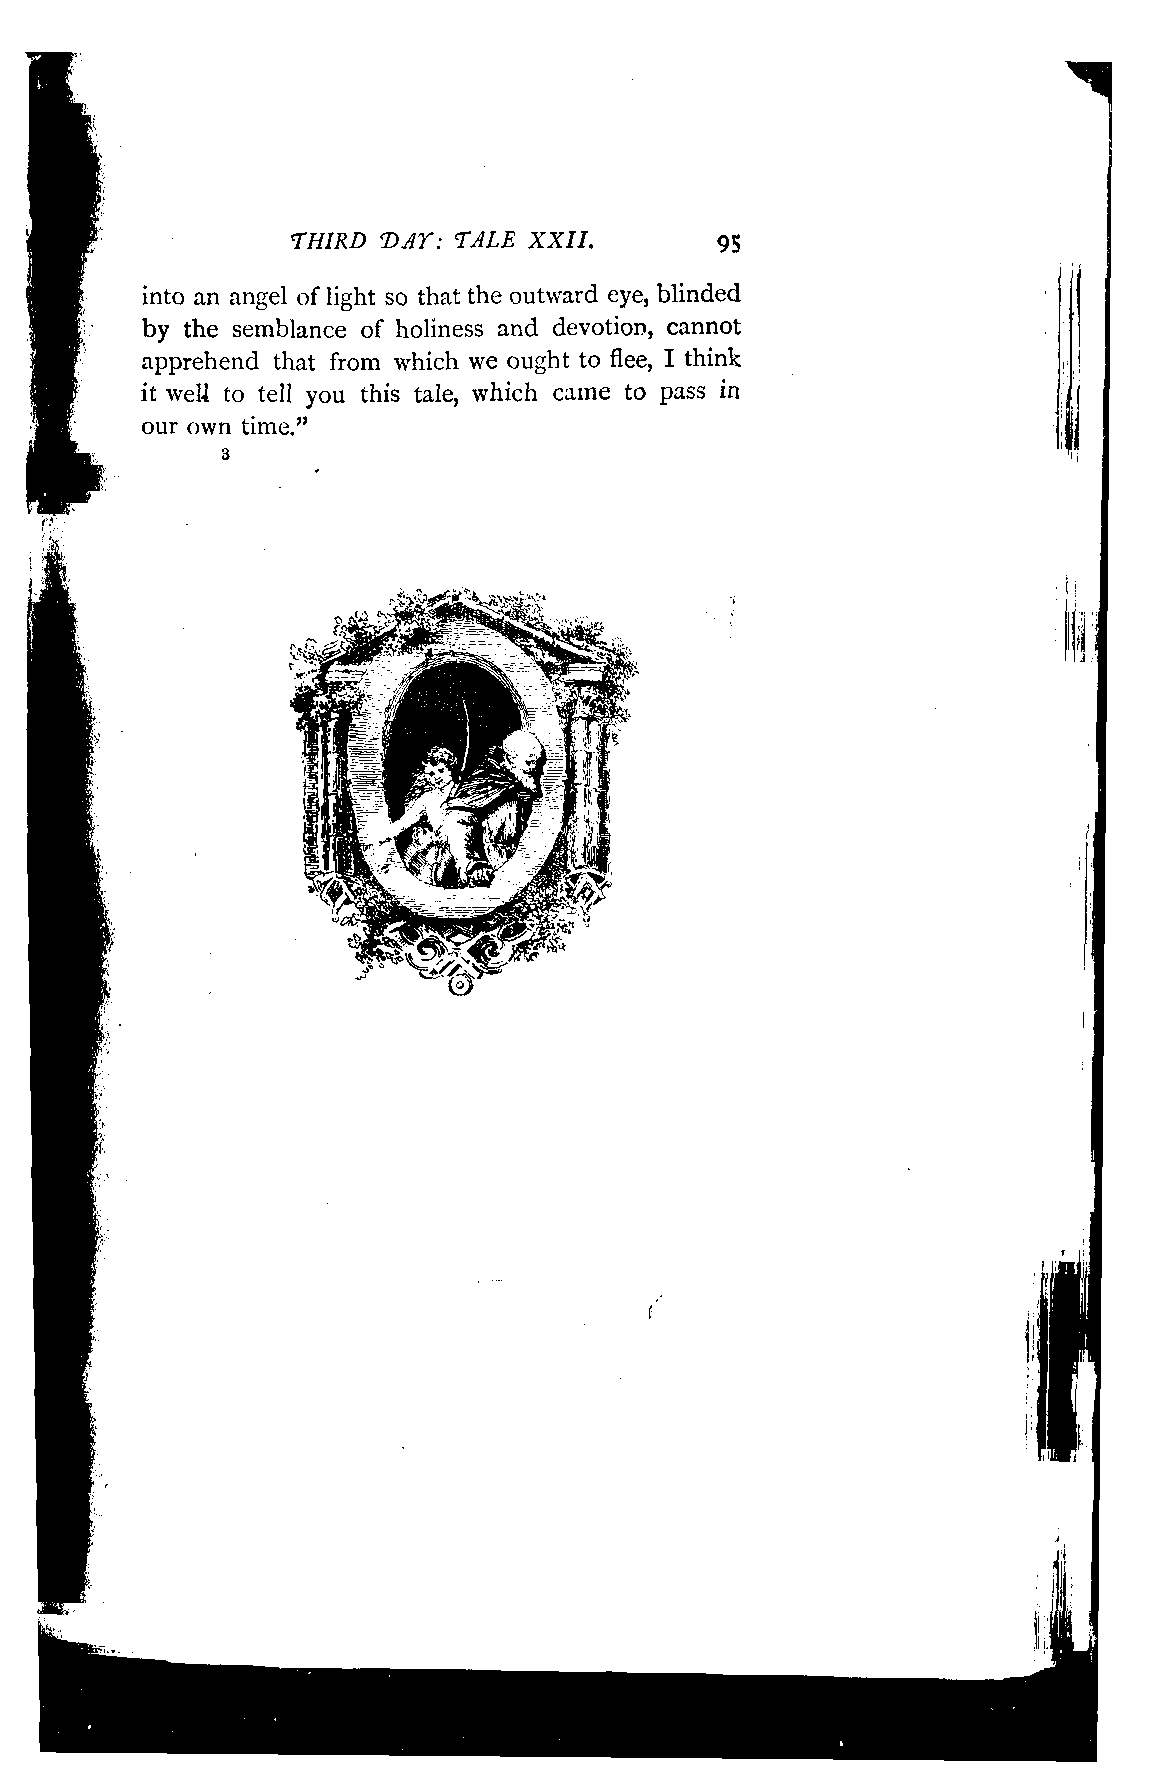 THIRD DAY: TALE XXII. 95
into an angel of light so that the outward eye, blinded
by the semblance of holiness and devotion, cannot
apprehend that from which we ought to flee, I think
it well to tell you this tale, which came to pass in
our own time.”
3